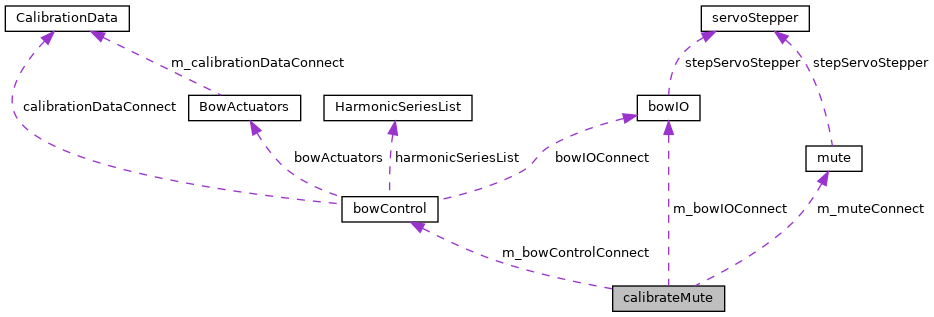 CalibrationData
servoStepper
m_calibrationDataConnect
stepServoStepper
stepServoStepper
calibrationDataConnect
BowActuators
HarmonicSeriesList
bowIO
bowActuators
harmonicSeriesList
bowIOConnect
mute
bowControl
m_bowIOConnect
m_muteConnect
m_bowControlConnect
calibrateMute